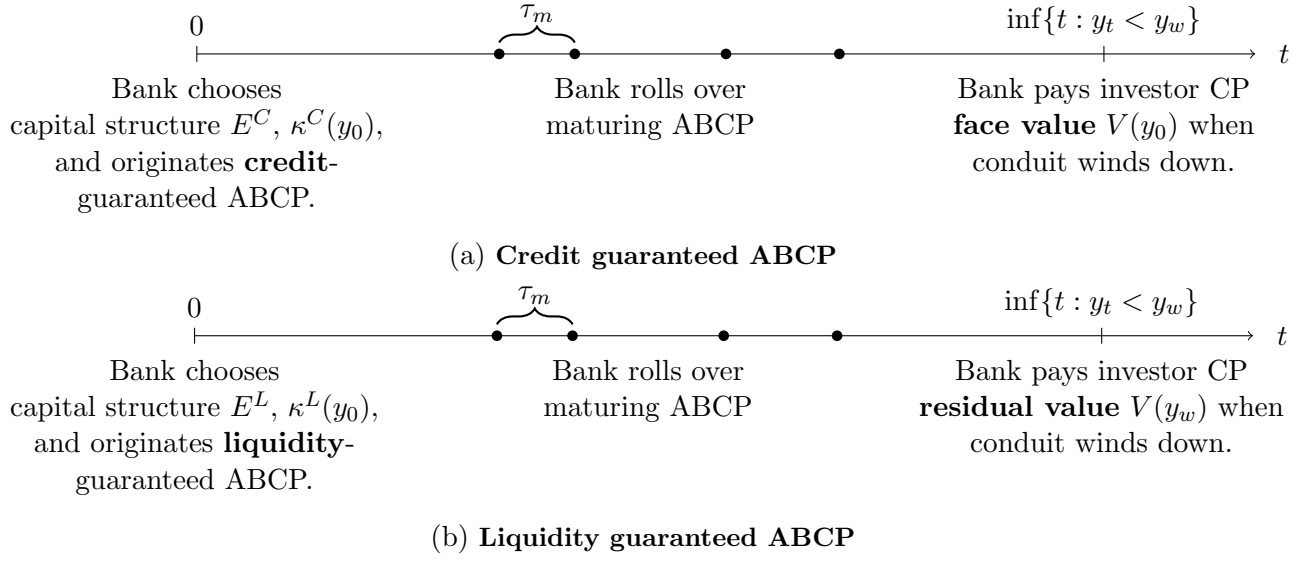 0
τ_m
inf{t : y_t < y_w}
t
Bank chooses
capital structure E^C, κ^C(y_0),
and originates credit-
guaranteed ABCP.
Bank rolls over
maturing ABCP
Bank pays investor CP
face value V(y_0) when
conduit winds down.
(a) Credit guaranteed ABCP
0
τ_m
inf{t : y_t < y_w}
t
Bank chooses
capital structure E^L, κ^L(y_0),
and originates liquidity-
guaranteed ABCP.
Bank rolls over
maturing ABCP
Bank pays investor CP
residual value V(y_w) when
conduit winds down.
(b) Liquidity guaranteed ABCP